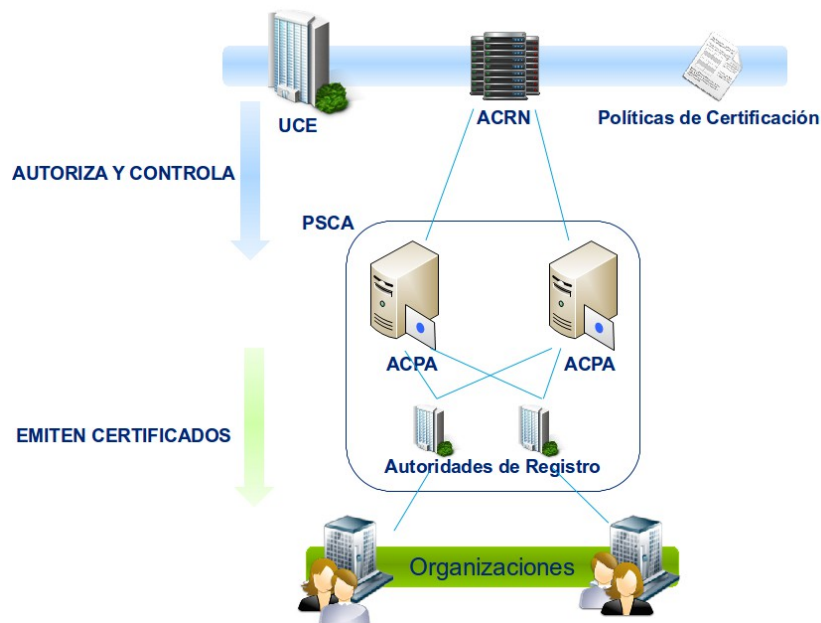 UCE
ACRN
Políticas de Certificación
AUTORIZA Y CONTROLA
PSCA
ACPA
ACPA
EMITEN CERTIFICADOS
Autoridades de Registro
Organizaciones